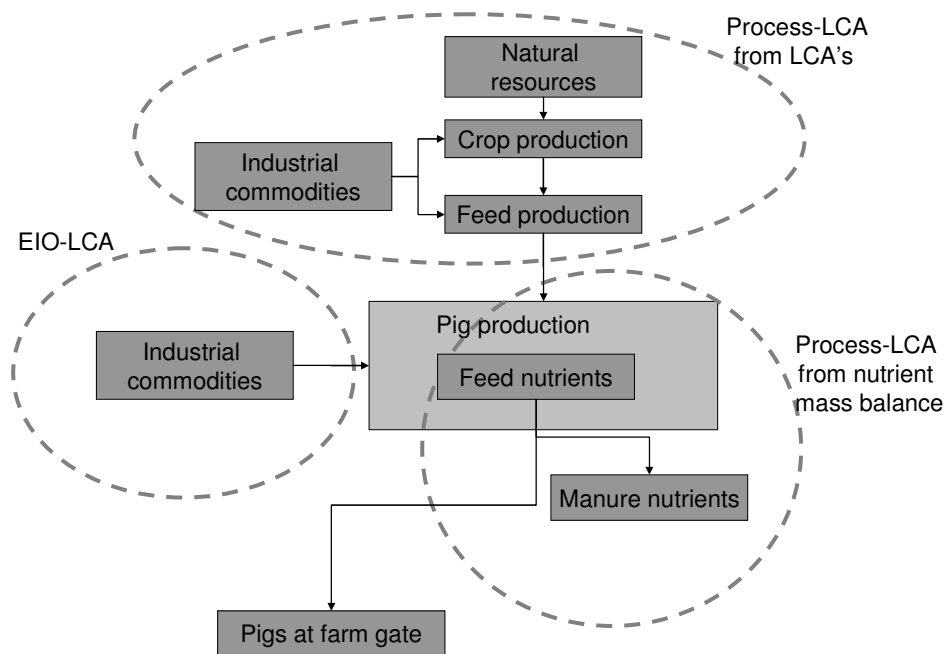 Process-LCA
from LCA's
Natural
resources
Crop production
Industrial
commodities
Feed production
EIO-LCA
Pig production
Industrial
commodities
Feed nutrients
Process-LCA
from nutrient
mass balance
Manure nutrients
Pigs at farm gate